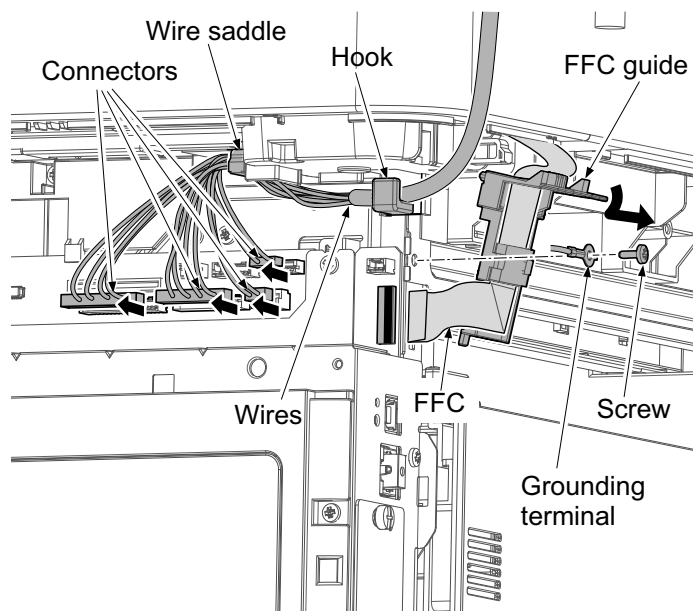 Wire saddle
Connectors
Hook
FFC guide
Wires
FFC
Screw
Grounding
terminal